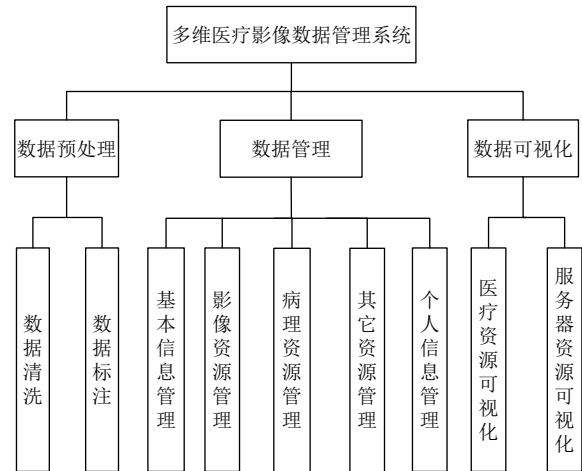 多维医疗影像数据管理系统
数据预处理
数据管理
数据可视化
数据清洗
数据标注
基本信息管理
影像资源管理
病理资源管理
其它资源管理
个人信息管理
医疗资源可视化
服务器资源可视化